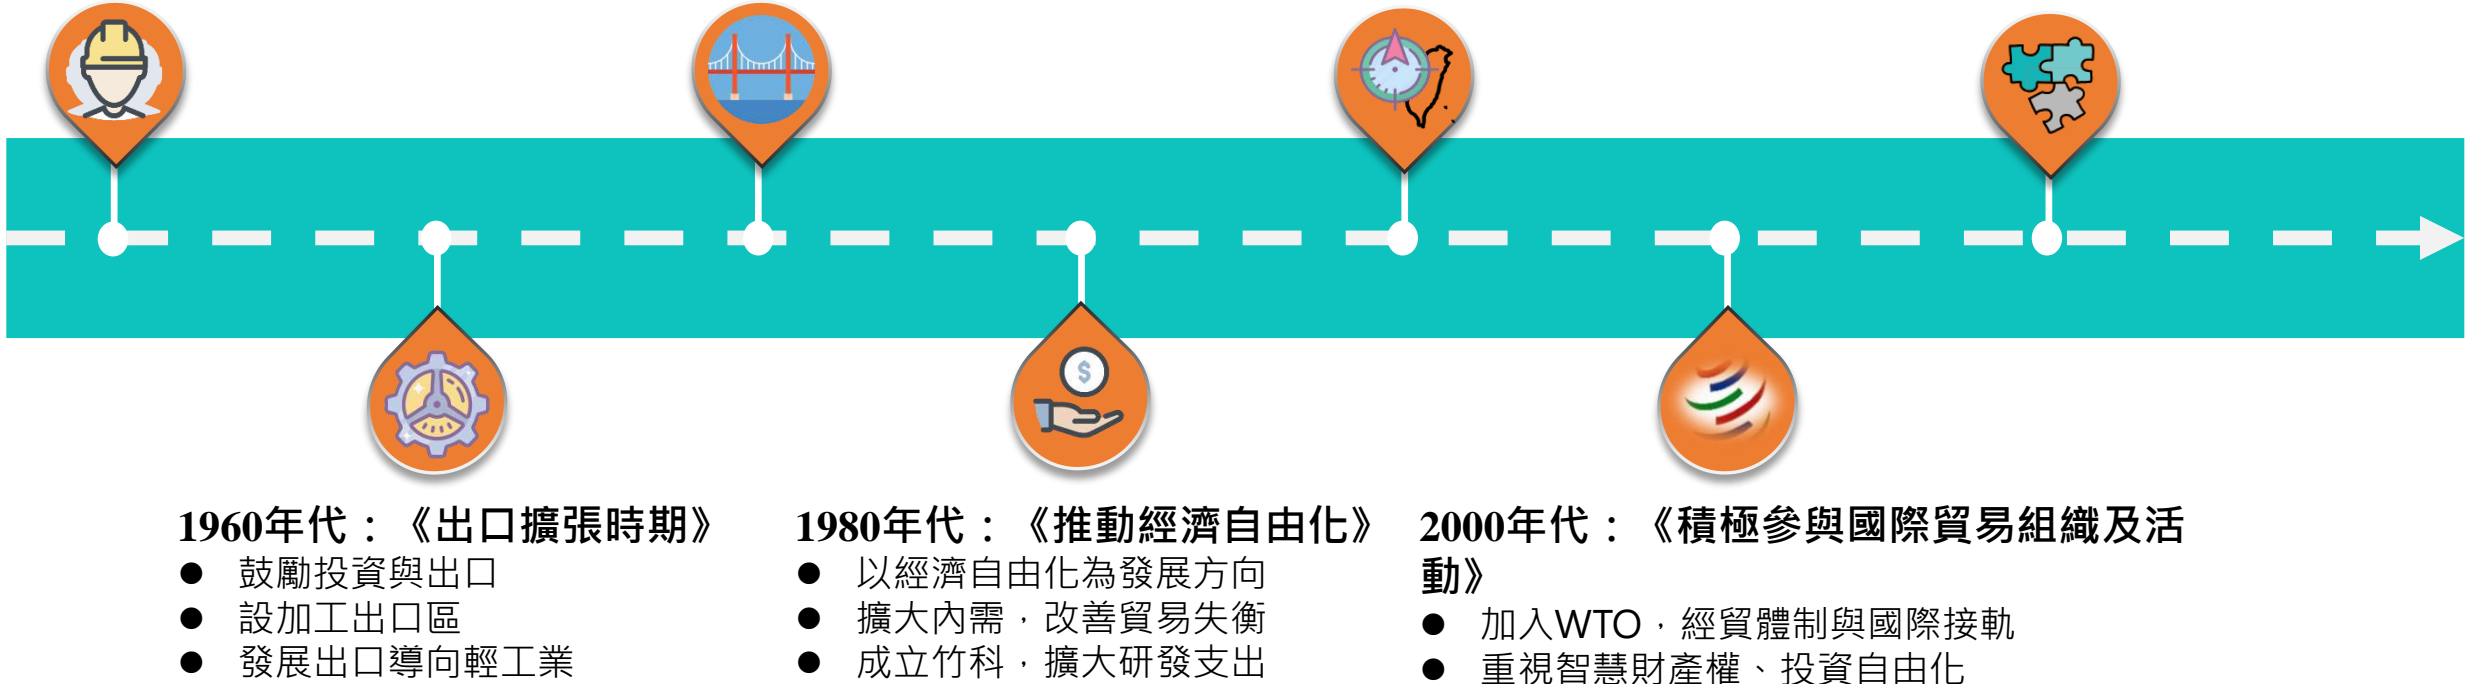 1960年代：《出口擴張時期》
● 鼓勵投資與出口
● 設加工出口區
● 發展出口導向輕工業
1980年代：《推動經濟自由化》
● 以經濟自由化為發展方向
● 擴大內需，改善貿易失衡
● 成立竹科，擴大研發支出
2000年代：《積極參與國際貿易組織及活
動》
● 加入WTO，經貿體制與國際接軌
● 重視智慧財產權、投資自由化